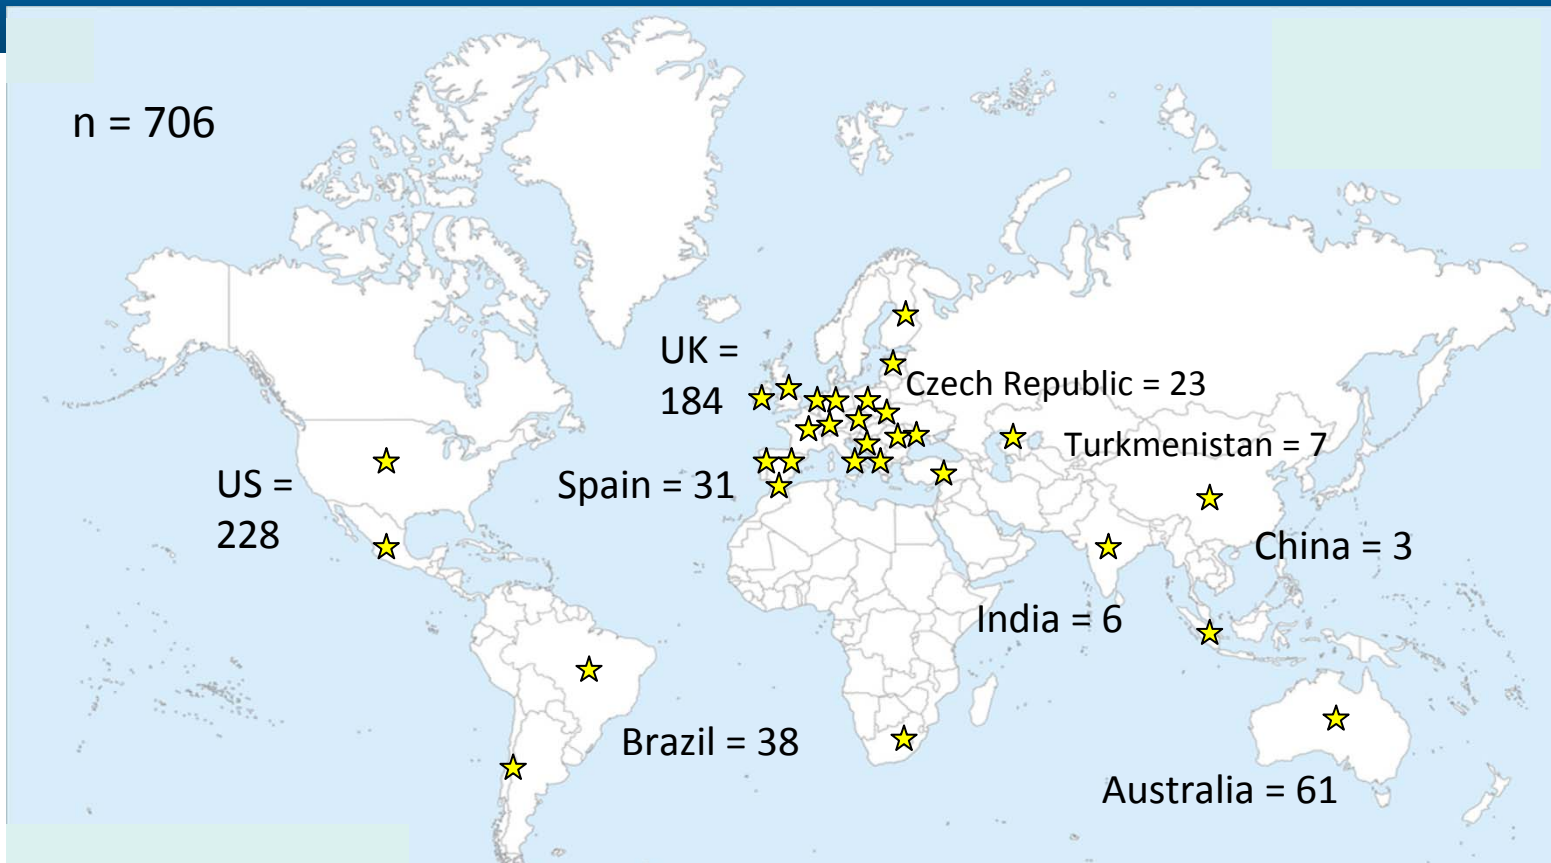 n = 706
UK =
184
Czech Republic = 23
Turkmenistan = 7
US =
228
Spain = 31
China = 3
India = 6
Brazil = 38
Australia = 61